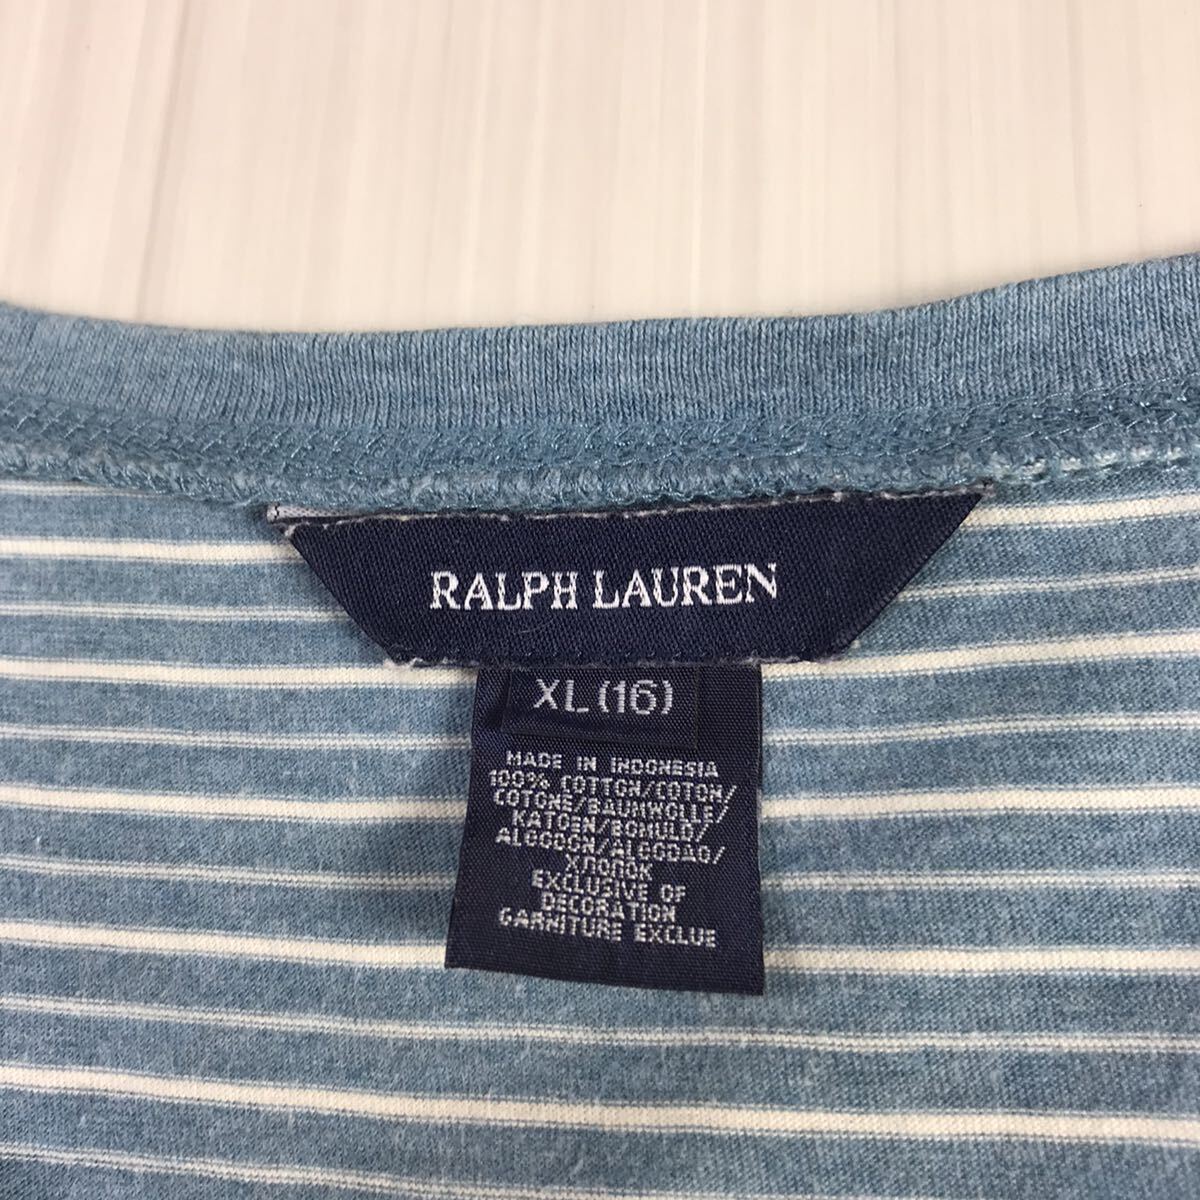 RALPH LAUREN
XL (16)
MADE IN INDONESIA
100% COTTON/COTON/
COTONE/BAUMWOLLE/
KATOEN/BOMULD/
ALGODON/ALGODAO/
ХЛОПОК
EXCLUSIVE OF
DECORATION
GARNITURE EXCLUE